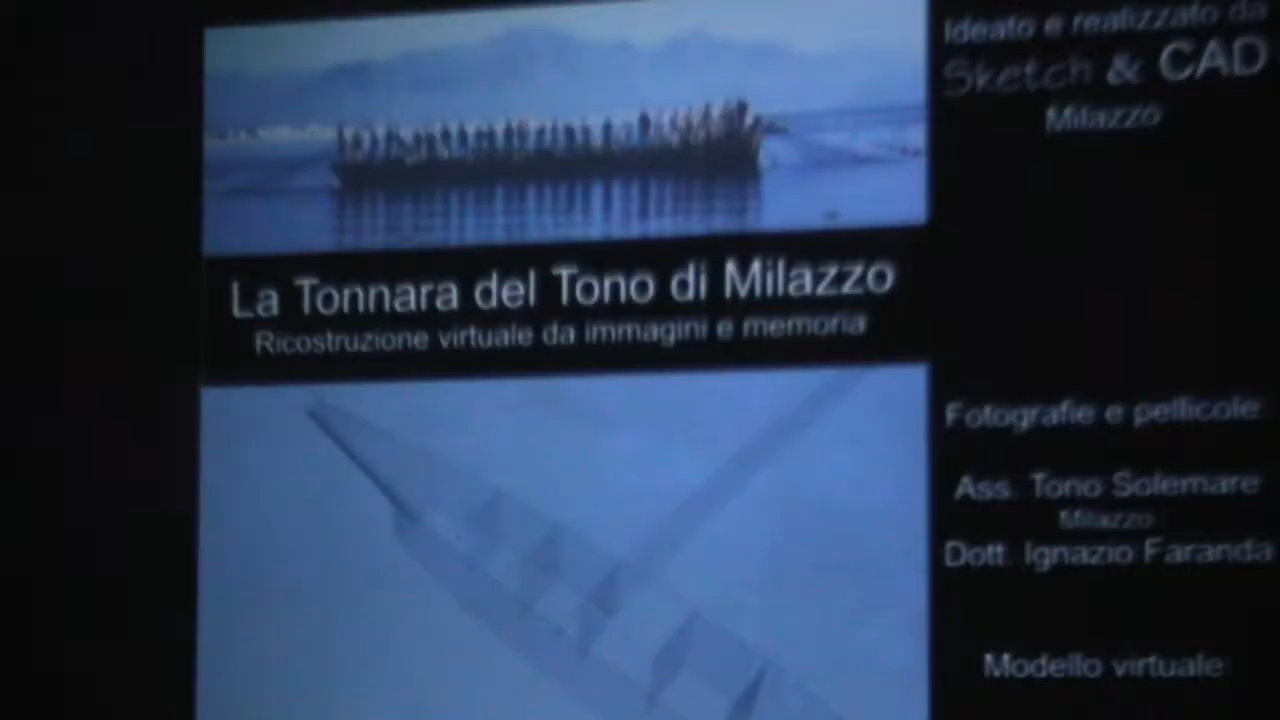 Ideato e realizzato da
Sketch & CAD
Milazzo
La Tonnara del Tono di Milazzo
Ricostruzione virtuale da immagini e memoria
Fotografie e pellicole
Ass. Tono Solemare
Milazzo
Dott. Ignazio Faranda
Modello virtuale